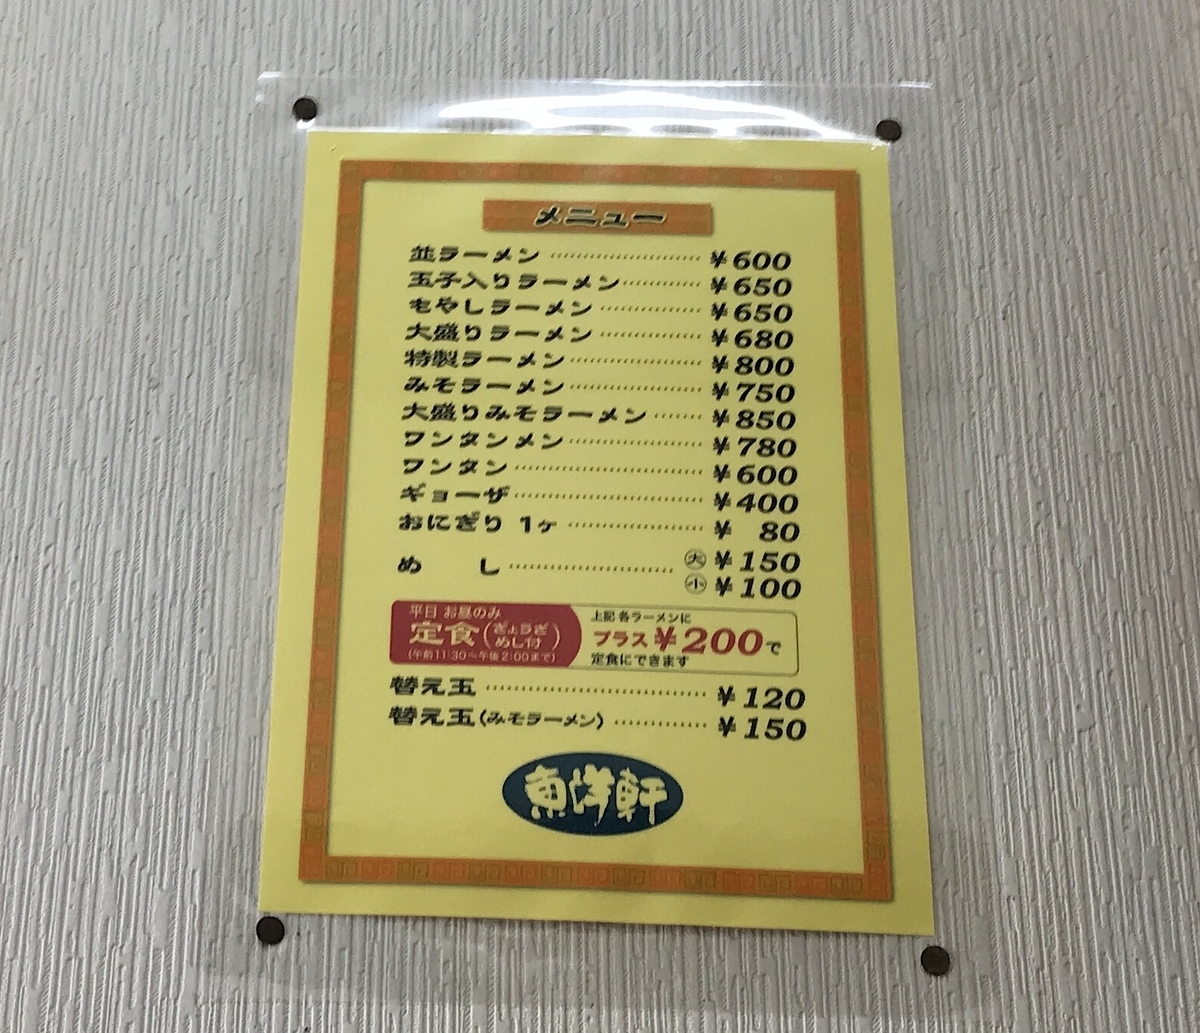 メニュー
並ラーメン ¥600
玉子入りラーメン ¥650
もやしラーメン ¥650
大盛りラーメン ¥680
特製ラーメン ¥800
みそラーメン ¥750
大盛りみそラーメン ¥850
ワンタンメン ¥780
ワンタン ¥600
ギョーザ ¥400
おにぎり 1ヶ ¥ 80
めし 大 ¥150
小 ¥100
平日 お昼のみ
定食(ぎょうざ めし付)
(午前11:30〜午後2:00まで)
上記 各ラーメンに
プラス¥200で
定食にできます
替え玉 ¥120
替え玉(みそラーメン) ¥150
東洋軒